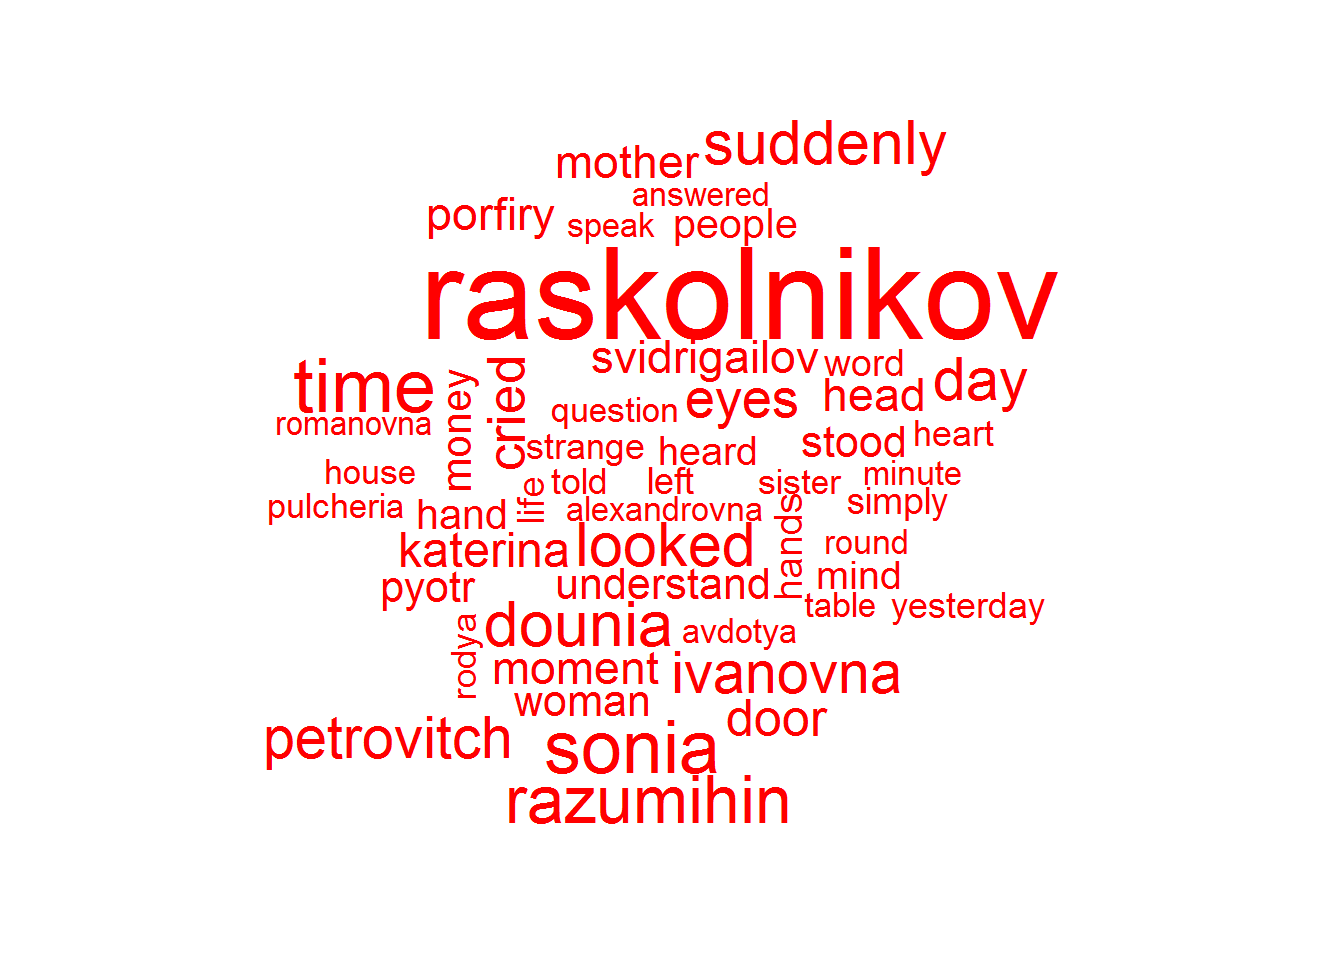 suddenly
mother
answered
porfiry
speak
people
raskolnikov
svidrigailov
word
time
money
cried
eyes
head
day
question
romanovna
strange
heard
stood
heart
house
told
left
sister
minute
pulcheria
hand
life
alexandrovna
hands
simply
katerina
looked
round
pyotr
understand
mind
table
yesterday
rodya
dounia
avdotya
moment
ivanovna
woman
door
petrovitch
sonia
razumihin